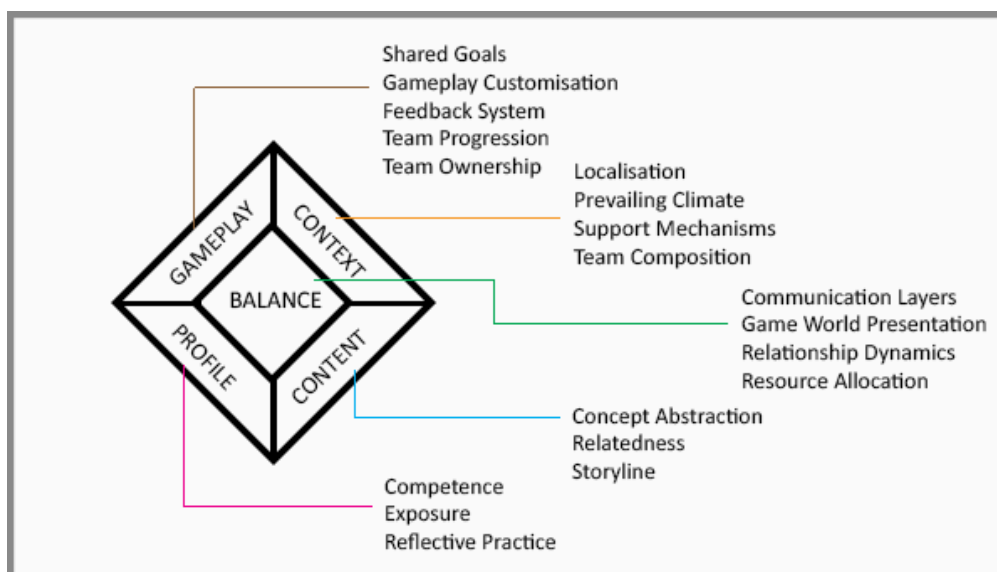 Shared Goals
Gameplay Customisation
Feedback System
Team Progression
Team Ownership
Localisation
Prevailing Climate
Support Mechanisms
Team Composition
GAMEPLAY
CONTEXT
BALANCE
PROFILE
CONTENT
Communication Layers
Game World Presentation
Relationship Dynamics
Resource Allocation
Concept Abstraction
Relatedness
Storyline
Competence
Exposure
Reflective Practice